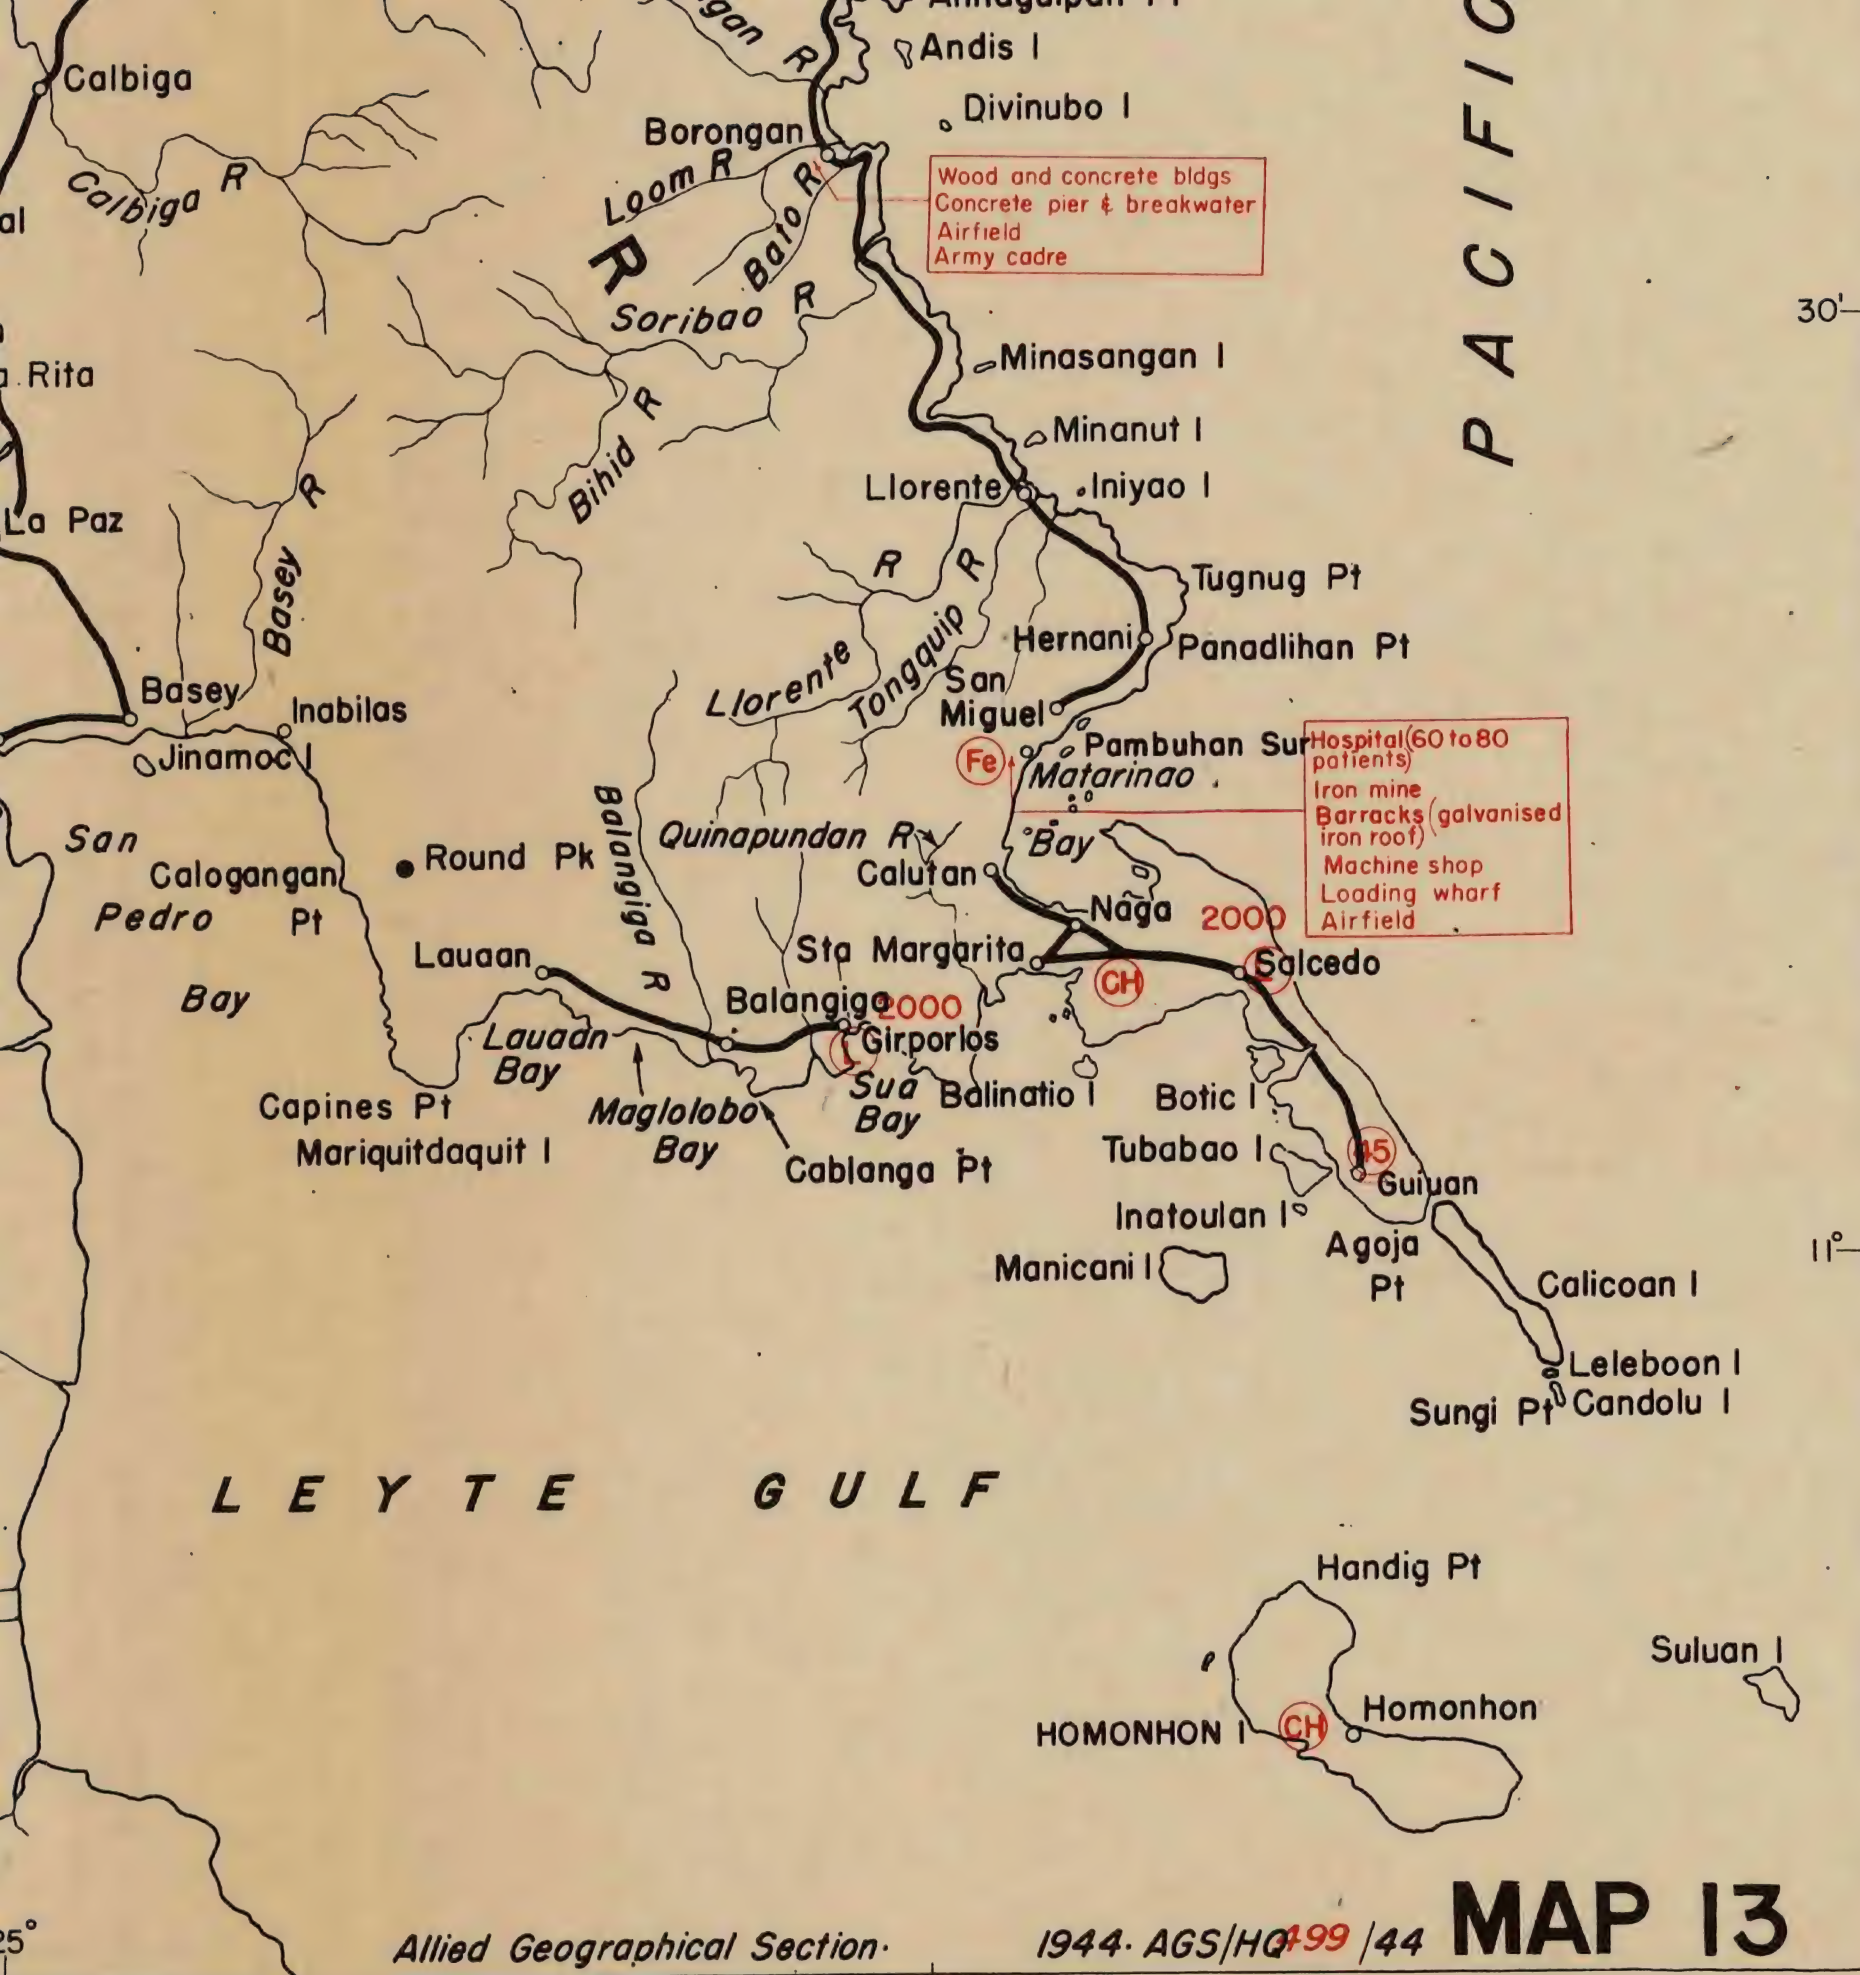 Andis I
Calbiga
Divinubo I
Borongan
Loom R
Calbiga R
Bato R
Wood and concrete bldgs
Concrete pier & breakwater
Airfield
Army cadre
PACIFIC
R
Soribao R
30'
Minasangan I
Rita
Bihid R
Minanut I
Llorente
Iniyao I
La Paz
Basey R
Tugnug Pt
Llorente R
Tongquip R
Hernani
Panadlihan Pt
San
Miguel
Basey
Inabilas
Jinamoc I
Pambuhan Sur
Fe
Matarinao
Bay
Hospital (60 to 80
patients)
Iron mine
Barracks (galvanised
iron roof)
Machine shop
Loading wharf
Airfield
San
Pedro
Bay
Calogangan
Pt
Round Pk
Balangiga R
Quinapundan R
Calutan
Naga
2000
Lauaan
Sta Margarita
CH
Salcedo
Balangiga
2000
L
Girporlos
Lauaan
Bay
Sua
Bay
Balinatio I
Botic I
Capines Pt
Maglolobo
Bay
Mariquitdaquit I
Cablanga Pt
Tubabao I
45
Guiuan
Inatoulan I
Agoja
Pt
Manicani I
11°
Calicoan I
Leleboon I
Sungi Pt
Candolu I
LEYTE GULF
Handig Pt
Suluan I
HOMONHON I
CH
Homonhon
25°
Allied Geographical Section.
1944. AGS/HQ 499/44
MAP 13